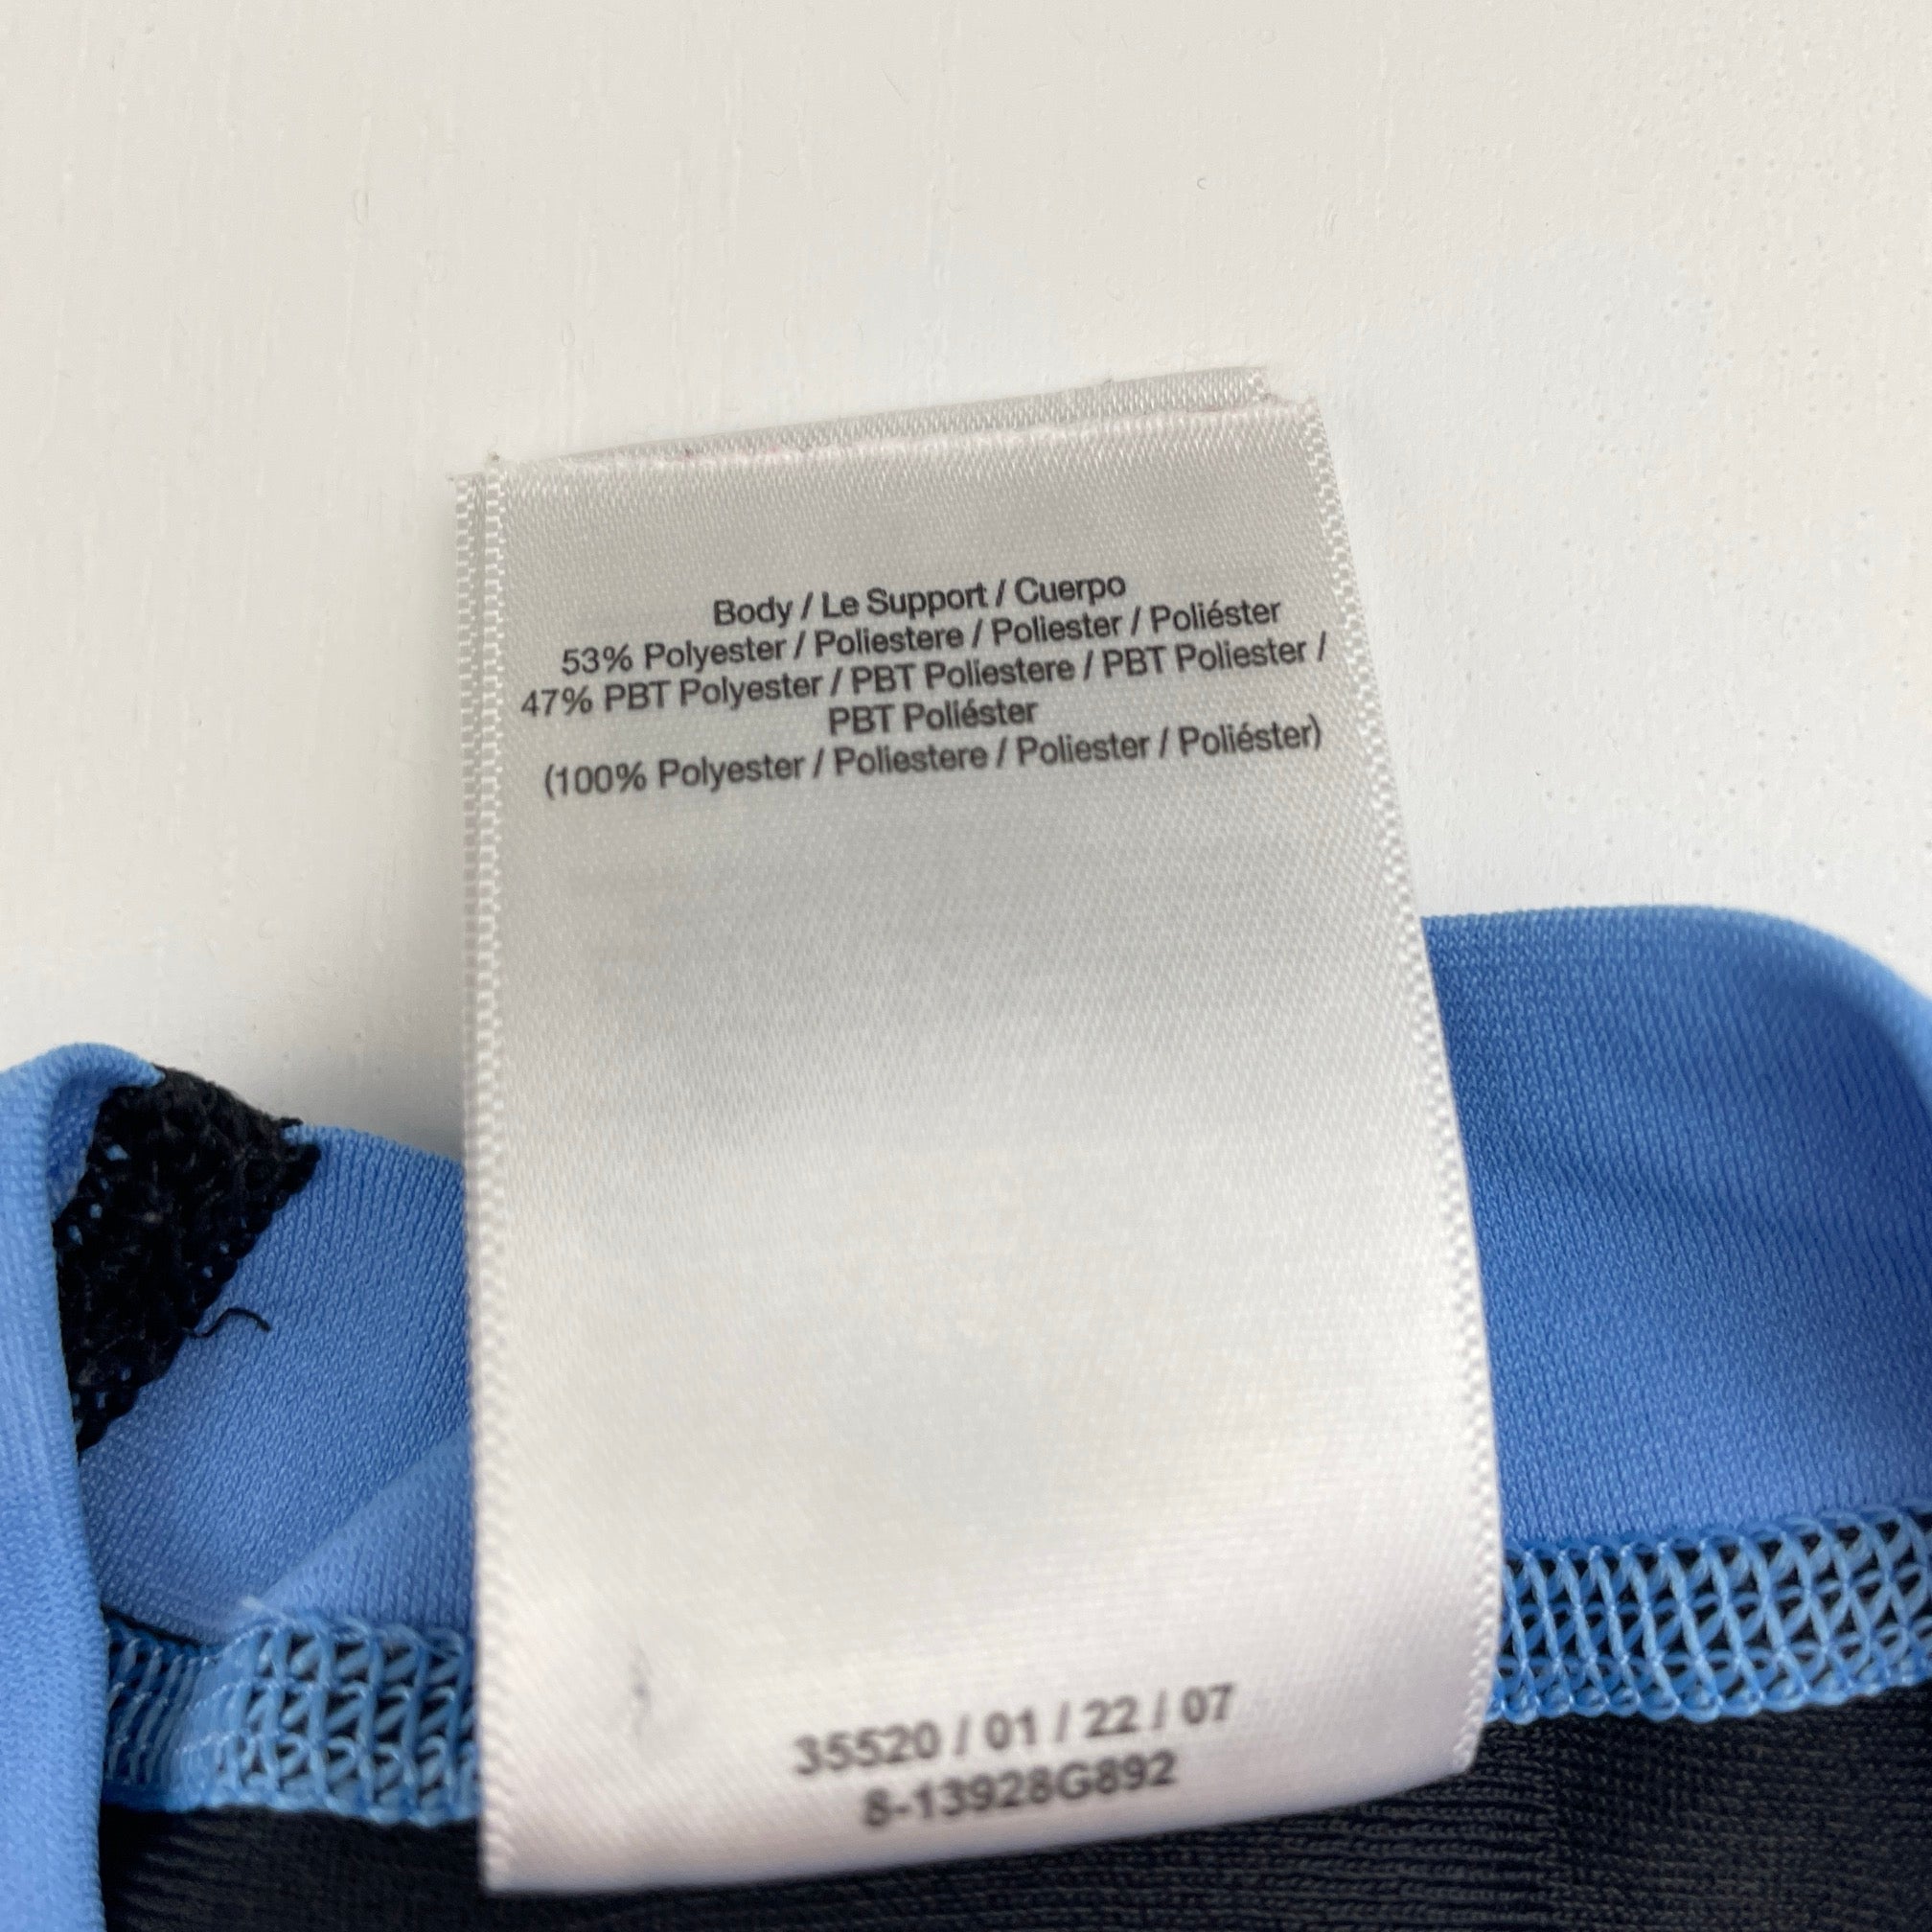 Body / Le Support / Cuerpo
53% Polyester / Poliestere / Poliester / Poliéster
47% PBT Polyester / PBT Poliestere / PBT Poliester /
PBT Poliéster
(100% Polyester / Poliestere / Poliester / Poliéster)
35520 / 01 / 22 / 07
8-13928G892